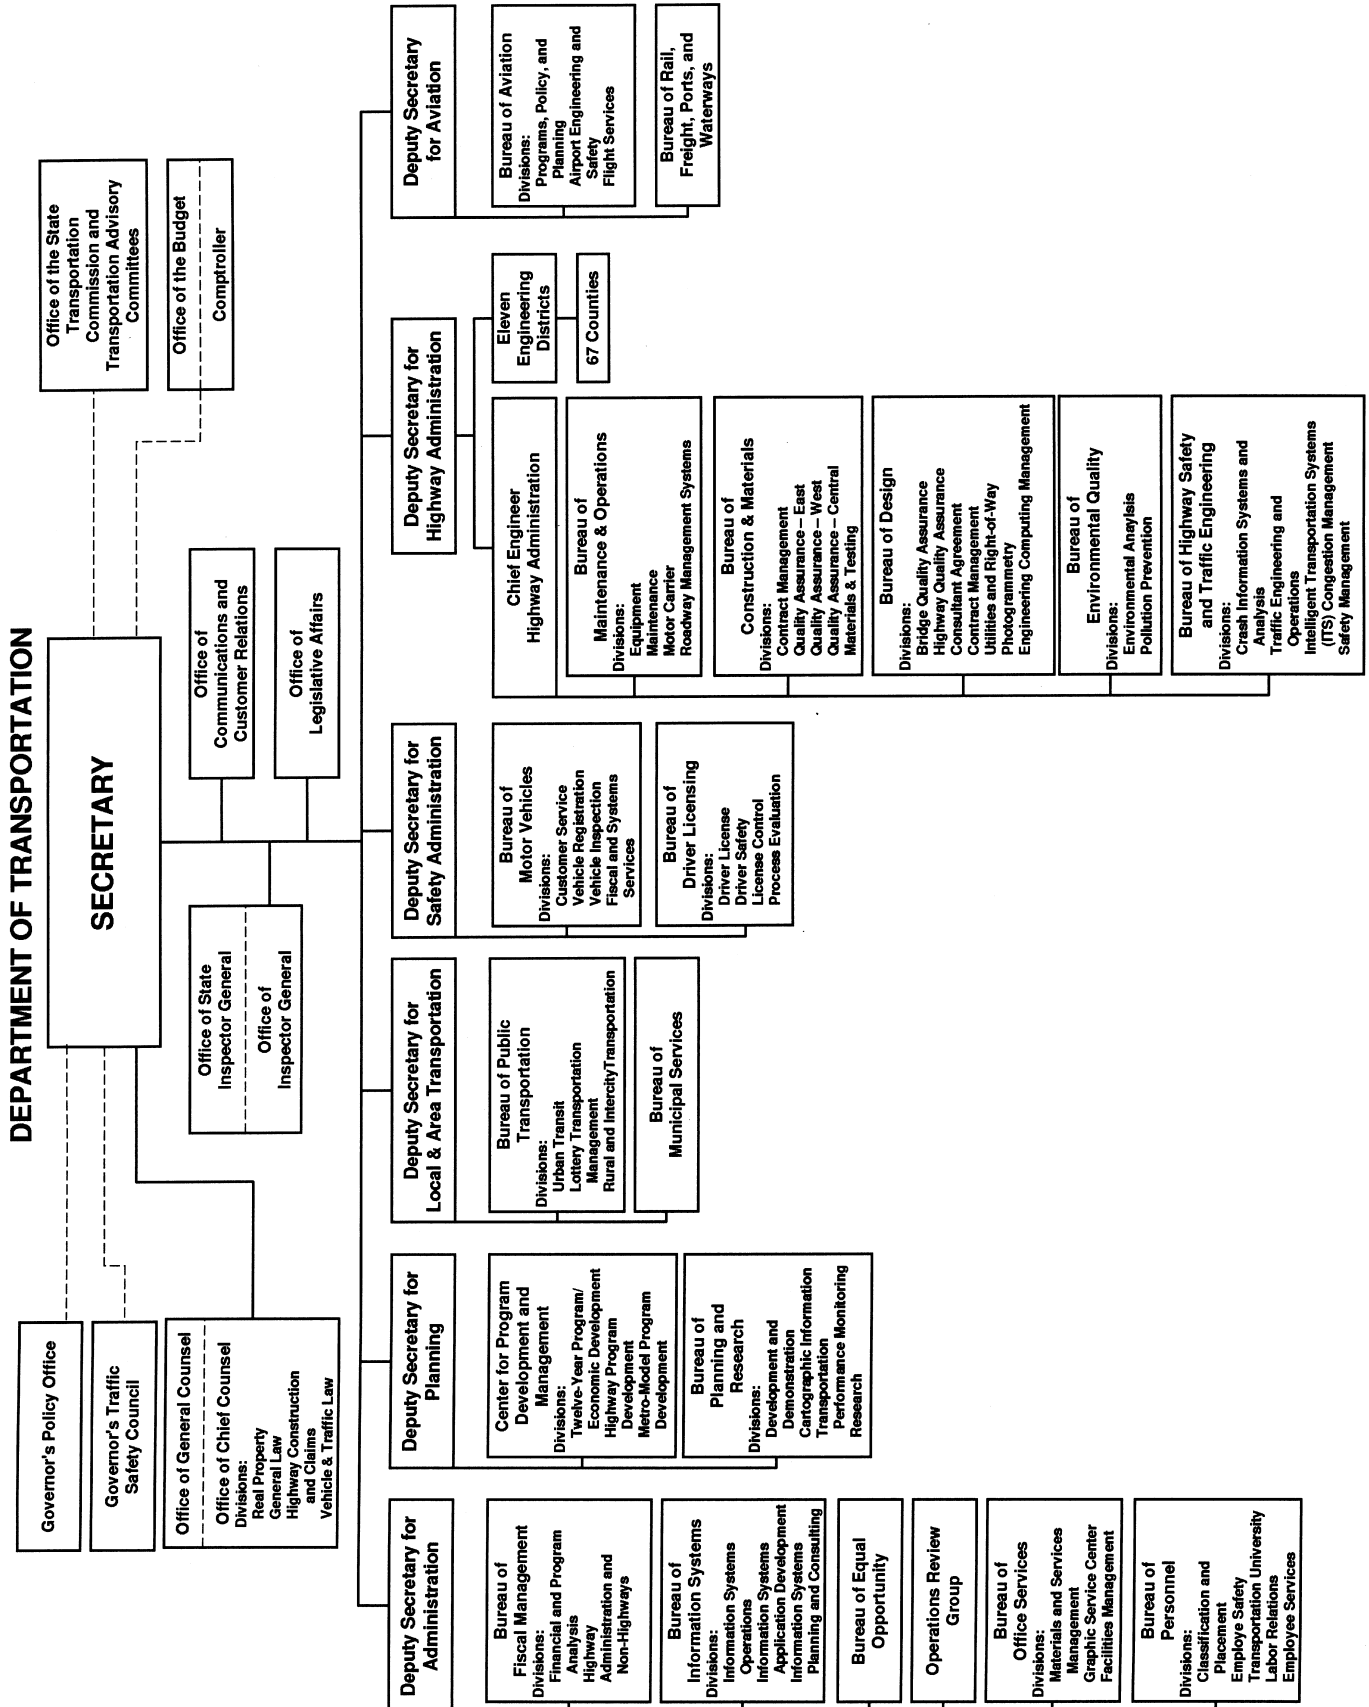 DEPARTMENT OF TRANSPORTATION
SECRETARY
Governor's Policy Office
Governor's Traffic
Safety Council
Office of General Counsel
Office of Chief Counsel
Divisions:
Real Property
General Law
Highway Construction
and Claims
Vehicle & Traffic Law
Office of State
Inspector General
Office of
Inspector General
Office of
Communications and
Customer Relations
Office of
Legislative Affairs
Office of the State
Transportation
Commission and
Transportation Advisory
Committees
Office of the Budget
Comptroller
Deputy Secretary for
Administration
Bureau of
Fiscal Management
Divisions:
Financial and Program
Analysis
Highway
Administration and
Non-Highways
Bureau of
Information Systems
Divisions:
Information Systems
Operations
Information Systems
Application Development
Information Systems
Planning and Consulting
Bureau of Equal
Opportunity
Operations Review
Group
Bureau of
Office Services
Divisions:
Materials and Services
Management
Graphic Service Center
Facilities Management
Bureau of
Personnel
Divisions:
Classification and
Placement
Employe Safety
Transportation University
Labor Relations
Employee Services
Deputy Secretary for
Planning
Center for Program
Development and
Management
Divisions:
Twelve-Year Program/
Economic Development
Highway Program
Development
Metro-Model Program
Development
Bureau of
Planning and
Research
Divisions:
Development and
Demonstration
Cartographic Information
Transportation
Performance Monitoring
Research
Deputy Secretary for
Local & Area Transportation
Bureau of Public
Transportation
Divisions:
Urban Transit
Lottery Transportation
Management
Rural and IntercityTransportation
Bureau of
Municipal Services
Deputy Secretary for
Safety Administration
Bureau of
Motor Vehicles
Divisions:
Customer Service
Vehicle Registration
Vehicle Inspection
Fiscal and Systems
Services
Bureau of
Driver Licensing
Divisions:
Driver License
Driver Safety
License Control
Process Evaluation
Deputy Secretary for
Highway Administration
Chief Engineer
Highway Administration
Bureau of
Maintenance & Operations
Divisions:
Equipment
Maintenance
Motor Carrier
Roadway Management Systems
Bureau of
Construction & Materials
Divisions:
Contract Management
Quality Assurance – East
Quality Assurance – West
Quality Assurance – Central
Materials & Testing
Bureau of Design
Divisions:
Bridge Quality Assurance
Highway Quality Assurance
Consultant Agreement
Contract Management
Utilities and Right-of-Way
Photogrammetry
Engineering Computing Management
Bureau of
Environmental Quality
Divisions:
Environmental Anaylsis
Pollution Prevention
Bureau of Highway Safety
and Traffic Engineering
Divisions:
Crash Information Systems and
Analysis
Traffic Engineering and
Operations
Intelligent Transportation Systems
(ITS) Congestion Management
Safety Management
Eleven
Engineering
Districts
67 Counties
Deputy Secretary
for Aviation
Bureau of Aviation
Divisions:
Programs, Policy, and
Planning
Airport Engineering and
Safety
Flight Services
Bureau of Rail,
Freight, Ports, and
Waterways